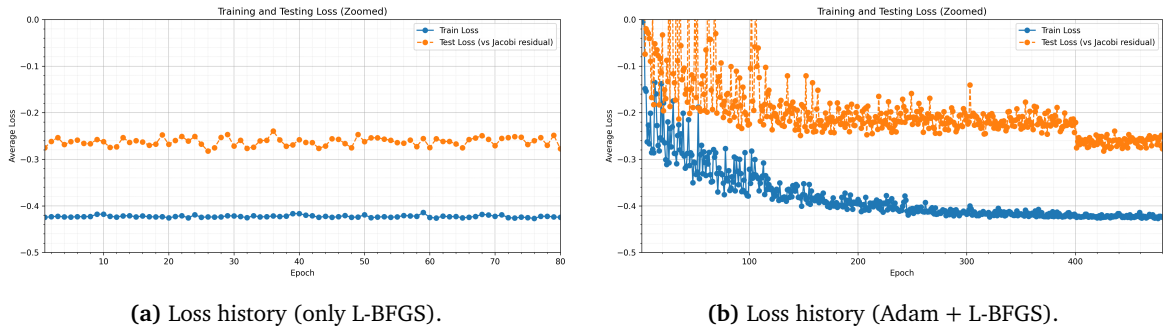 Training and Testing Loss (Zoomed)
0.0
−0.1
−0.2
−0.3
−0.4
−0.5
Average Loss
10
20
30
40
50
60
70
80
Epoch
Train Loss
Test Loss (vs Jacobi residual)
(a) Loss history (only L-BFGS).
Training and Testing Loss (Zoomed)
0.0
−0.1
−0.2
−0.3
−0.4
−0.5
Average Loss
100
200
300
400
Epoch
Train Loss
Test Loss (vs Jacobi residual)
(b) Loss history (Adam + L-BFGS).